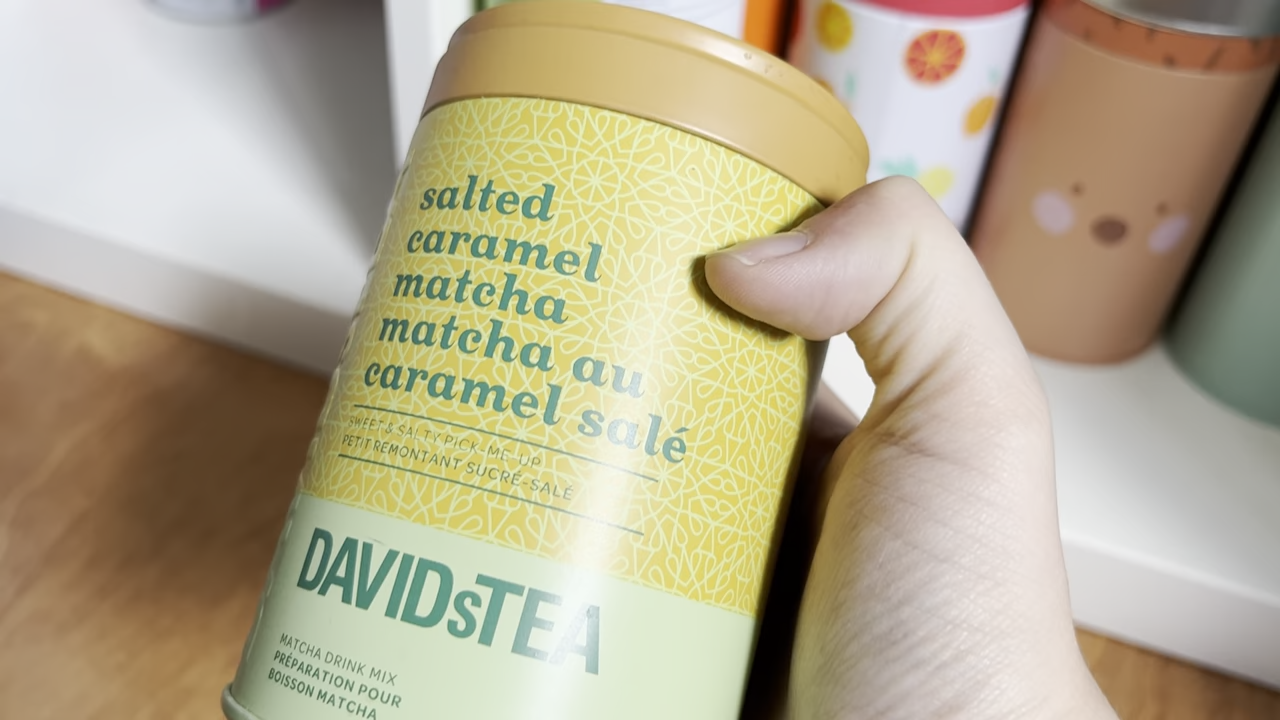 salted
caramel
matcha
matcha au
caramel salé
SWEET & SALTY PICK-ME-UP
PETIT REMONTANT SUCRÉ-SALÉ
DAVIDsTEA
MATCHA DRINK MIX
PRÉPARATION POUR
BOISSON MATCHA